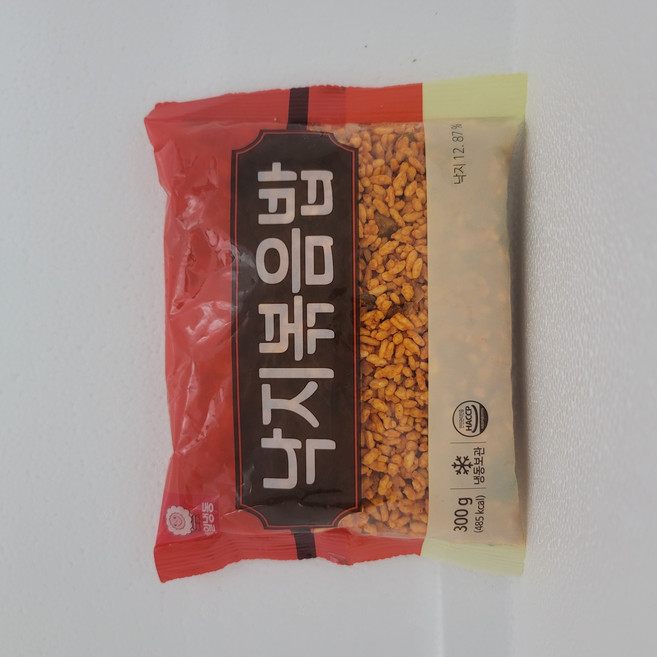 낙지볶음밥
낙지 12.87%
300 g
(485 kcal)
냉동보관
HACCP